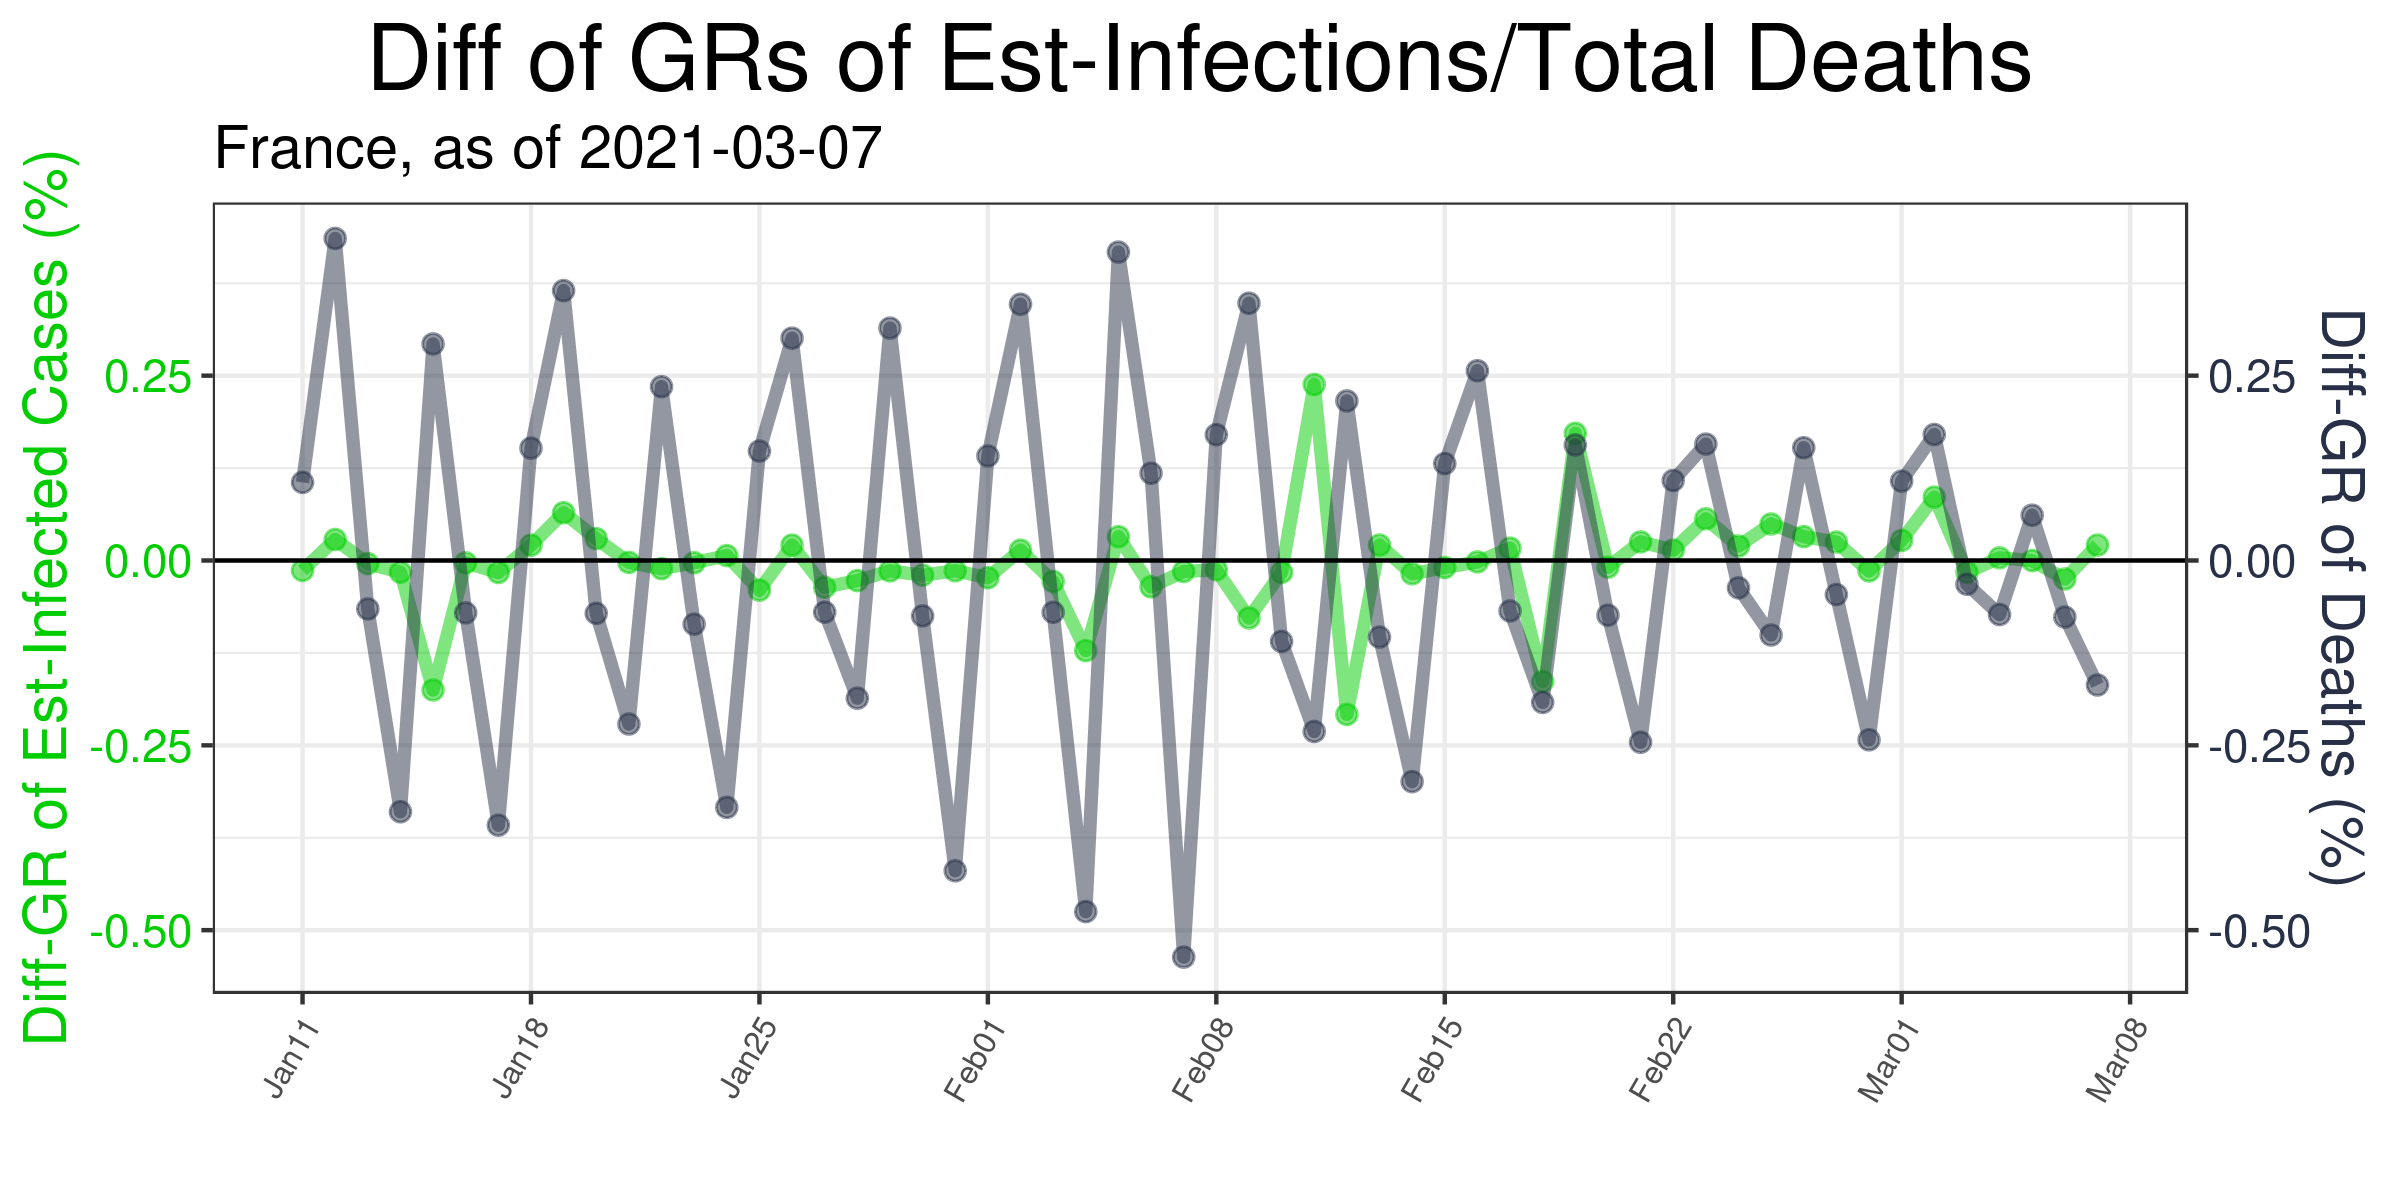 Diff of GRs of Est-Infections/Total Deaths
France, as of 2021-03-07
Diff-GR of Est-Infected Cases (%)
0.25
0.00
-0.25
-0.50
0.25
0.00
-0.25
-0.50
Diff-GR of Deaths (%)
Jan11 Jan18 Jan25 Feb01 Feb08 Feb15 Feb22 Mar01 Mar08